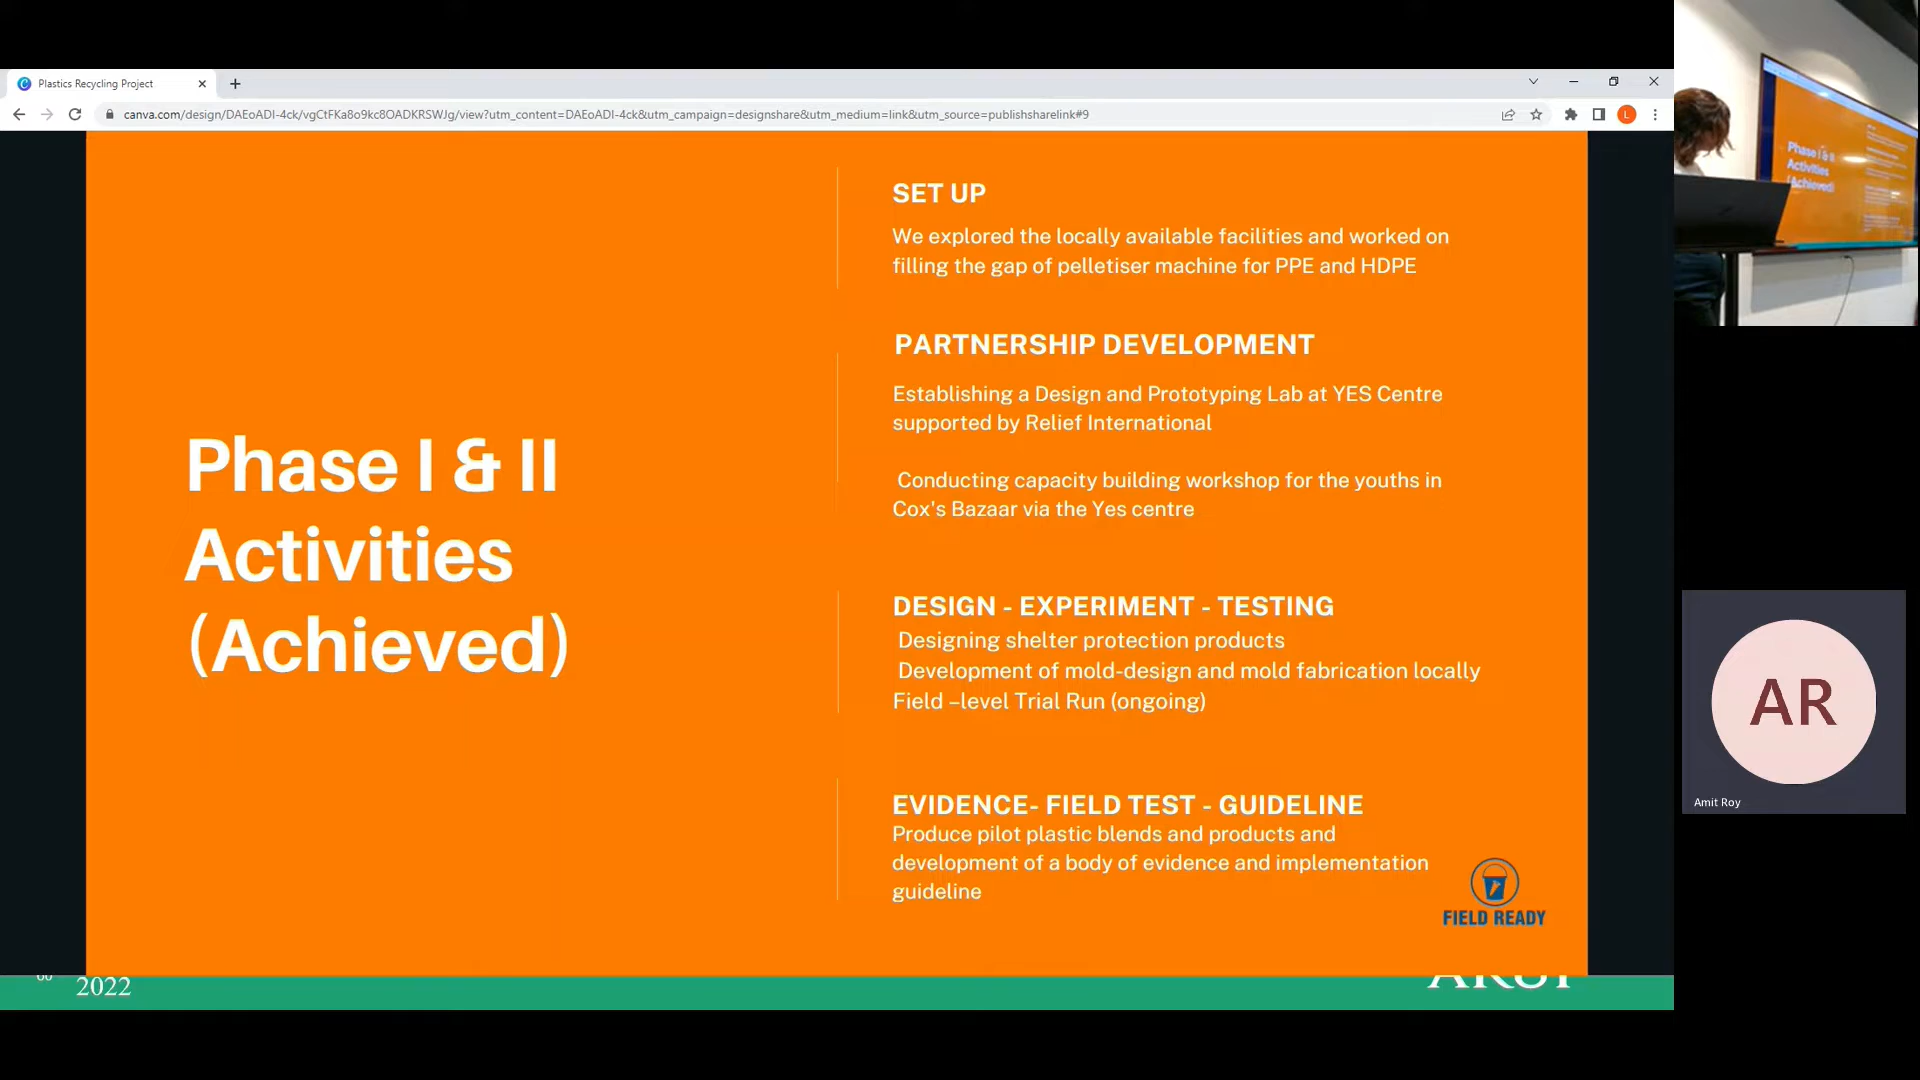 Plastics Recycling Project
canva.com/design/DAEoADI-4ck/vgCtFKa8o9kc8OADKRSWJg/view?utm_content=DAEoADI-4ck&utm_campaign=designshare&utm_medium=link&utm_source=publishsharelink#9
L
Phase I & II
Activities
(Achieved)
SET UP
We explored the locally available facilities and worked on
filling the gap of pelletiser machine for PPE and HDPE
PARTNERSHIP DEVELOPMENT
Establishing a Design and Prototyping Lab at YES Centre
supported by Relief International
Conducting capacity building workshop for the youths in
Cox's Bazaar via the Yes centre
DESIGN - EXPERIMENT - TESTING
Designing shelter protection products
Development of mold-design and mold fabrication locally
Field –level Trial Run (ongoing)
EVIDENCE- FIELD TEST - GUIDELINE
Produce pilot plastic blends and products and
development of a body of evidence and implementation
guideline
FIELD READY
2022
Phase I & II
Activities
(Achieved)
AR
Amit Roy